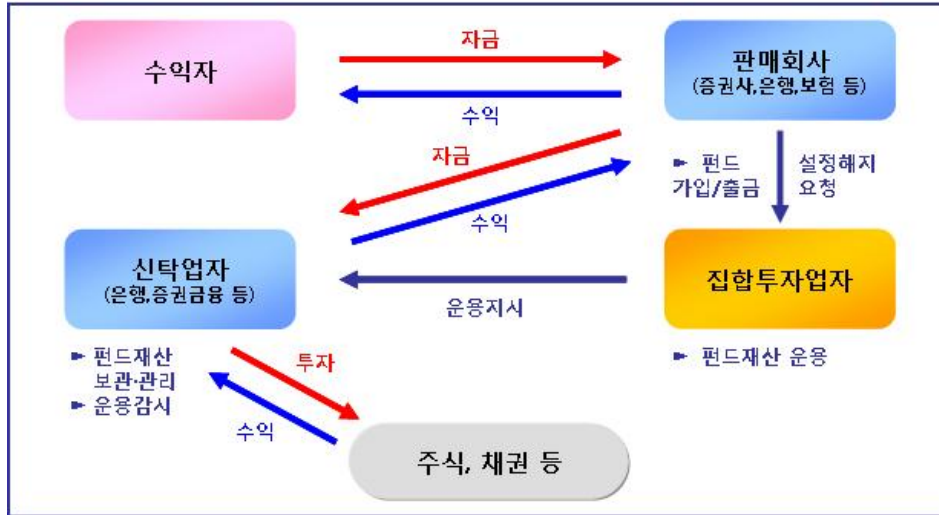 수익자
자금
수익
판매회사
(증권사,은행,보험 등)
자금
수익
► 펀드
가입/출금
설정해지
요청
신탁업자
(은행,증권금융 등)
운용지시
집합투자업자
► 펀드재산
보관·관리
► 운용감시
투자
수익
► 펀드재산 운용
주식, 채권 등